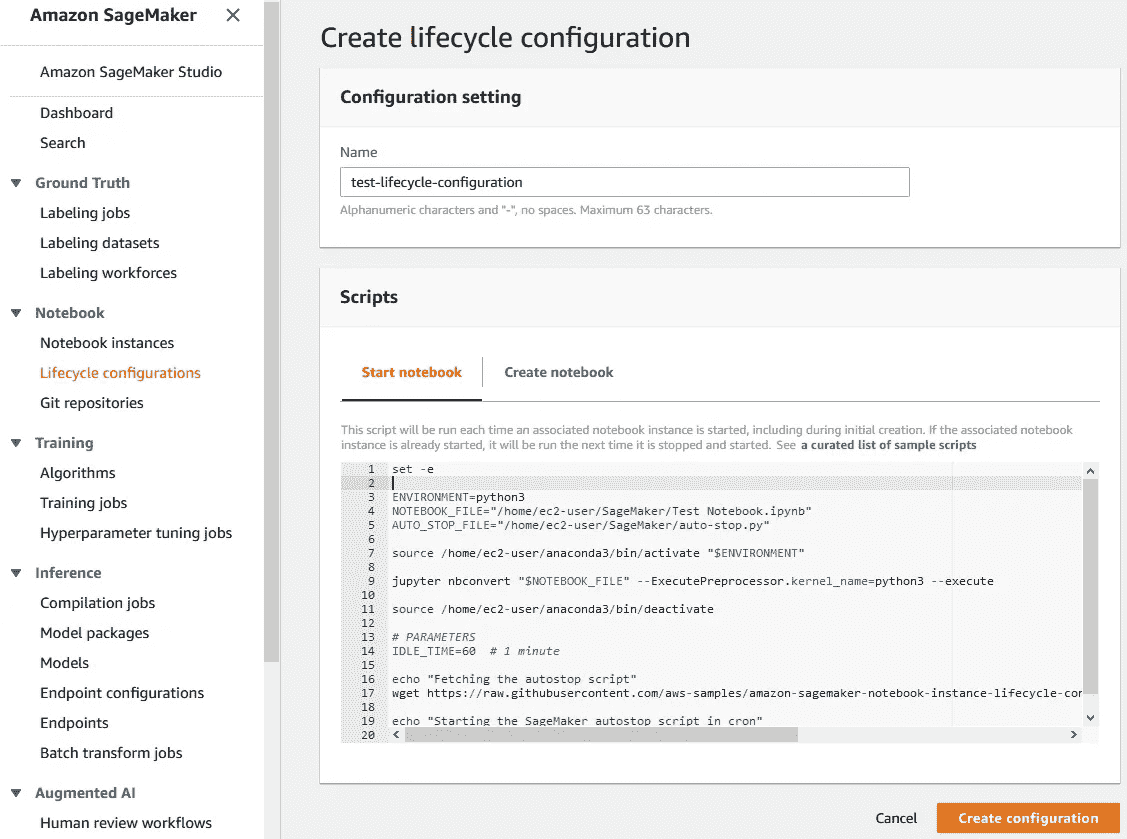 Amazon SageMaker
Amazon SageMaker Studio
Dashboard
Search
Ground Truth
Labeling jobs
Labeling datasets
Labeling workforces
Notebook
Notebook instances
Lifecycle configurations
Git repositories
Training
Algorithms
Training jobs
Hyperparameter tuning jobs
Inference
Compilation jobs
Model packages
Models
Endpoint configurations
Endpoints
Batch transform jobs
Augmented AI
Human review workflows
Create lifecycle configuration
Configuration setting
Name
test-lifecycle-configuration
Alphanumeric characters and "-", no spaces. Maximum 63 characters.
Scripts
Start notebook Create notebook
This script will be run each time an associated notebook instance is started, including during initial creation. If the associated notebook
instance is already started, it will be run the next time it is stopped and started. See a curated list of sample scripts
1 set -e
2
3 ENVIRONMENT=python3
4 NOTEBOOK_FILE="/home/ec2-user/SageMaker/Test Notebook.ipynb"
5 AUTO_STOP_FILE="/home/ec2-user/SageMaker/auto-stop.py"
6
7 source /home/ec2-user/anaconda3/bin/activate "$ENVIRONMENT"
8
9 jupyter nbconvert "$NOTEBOOK_FILE" --ExecutePreprocessor.kernel_name=python3 --execute
10
11 source /home/ec2-user/anaconda3/bin/deactivate
12
13 # PARAMETERS
14 IDLE_TIME=60 # 1 minute
15
16 echo "Fetching the autostop script"
17 wget https://raw.githubusercontent.com/aws-samples/amazon-sagemaker-notebook-instance-lifecycle-cor
18
19 echo "Starting the SageMaker autostop script in cron"
20
Cancel Create configuration